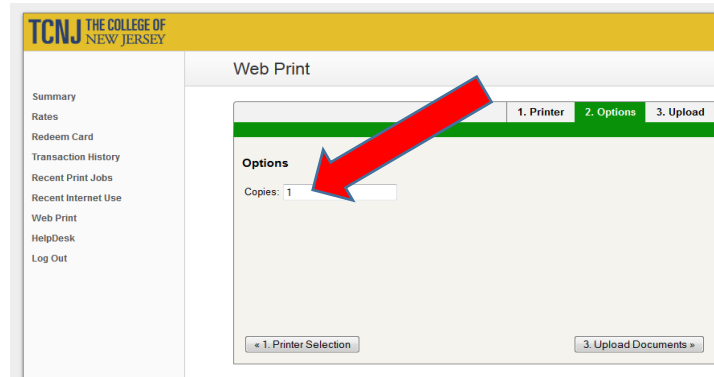 TCNJ THE COLLEGE OF
NEW JERSEY
Web Print
Summary
Rates
Redeem Card
Transaction History
Recent Print Jobs
Recent Internet Use
Web Print
HelpDesk
Log Out
1. Printer 2. Options 3. Upload
Options
Copies: 1
« 1. Printer Selection 3. Upload Documents »